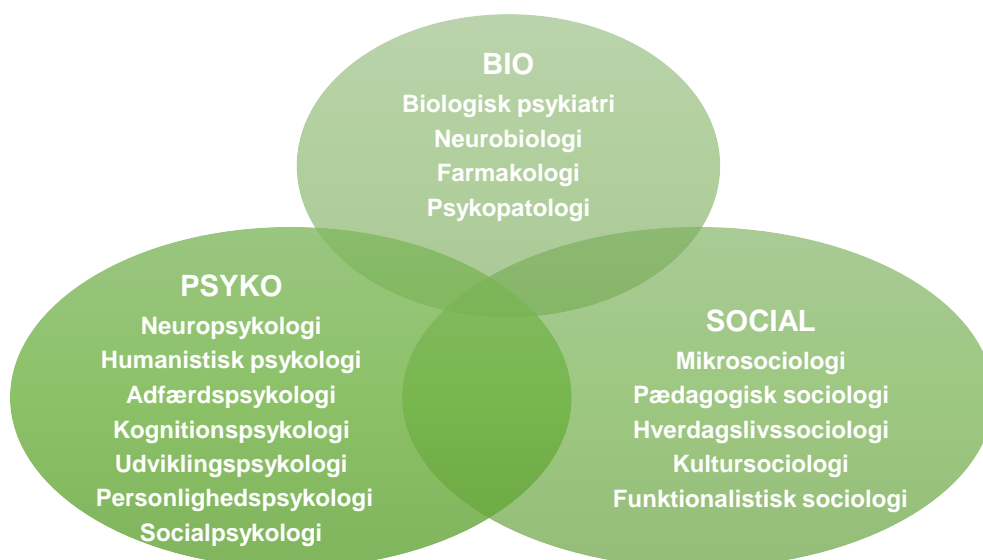 BIO
Biologisk psykiatri
Neurobiologi
Farmakologi
Psykopatologi
PSYKO
Neuropsykologi
Humanistisk psykologi
Adfærdspsykologi
Kognitionspsykologi
Udviklingspsykologi
Personlighedspsykologi
Socialpsykologi
SOCIAL
Mikrosociologi
Pædagogisk sociologi
Hverdagslivssociologi
Kultursociologi
Funktionalistisk sociologi